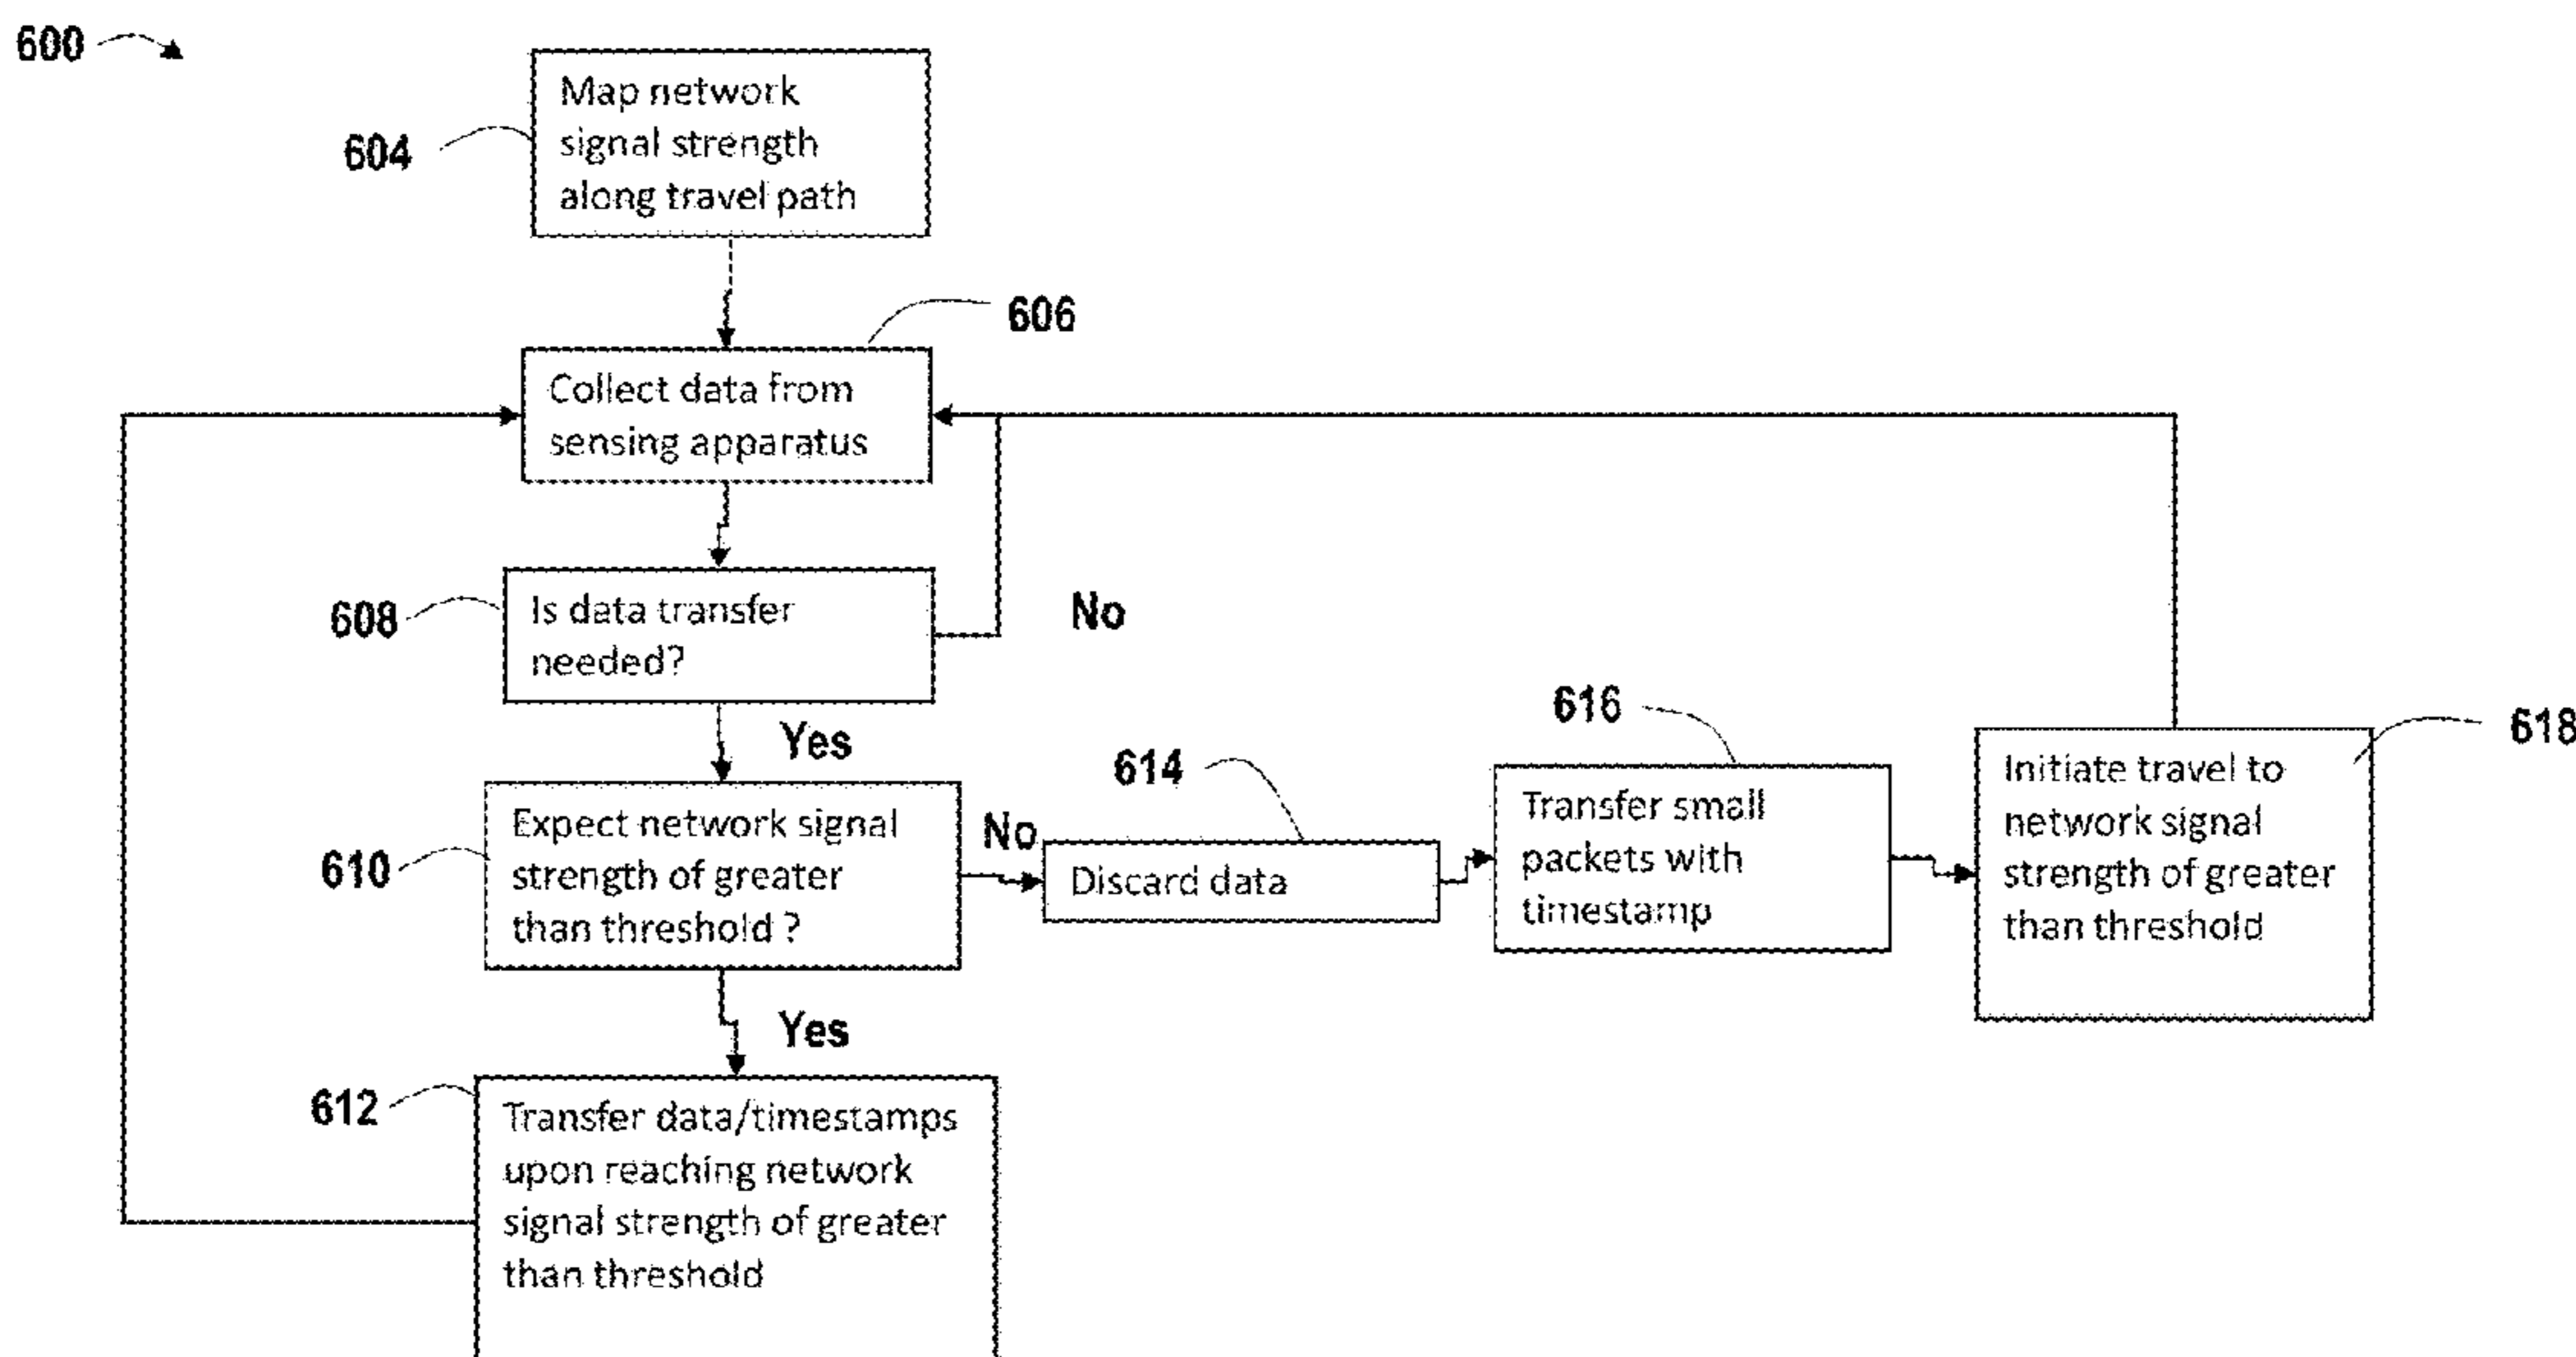 600
Map network
signal strength
along travel path
604
606
Collect data from
sensing apparatus
608
Is data transfer
needed?
No
Yes
610
Expect network signal
strength of greater
than threshold ?
No
614
Discard data
616
Transfer small
packets with
timestamp
618
Initiate travel to
network signal
strength of greater
than threshold
Yes
612
Transfer data/timestamps
upon reaching network
signal strength of greater
than threshold